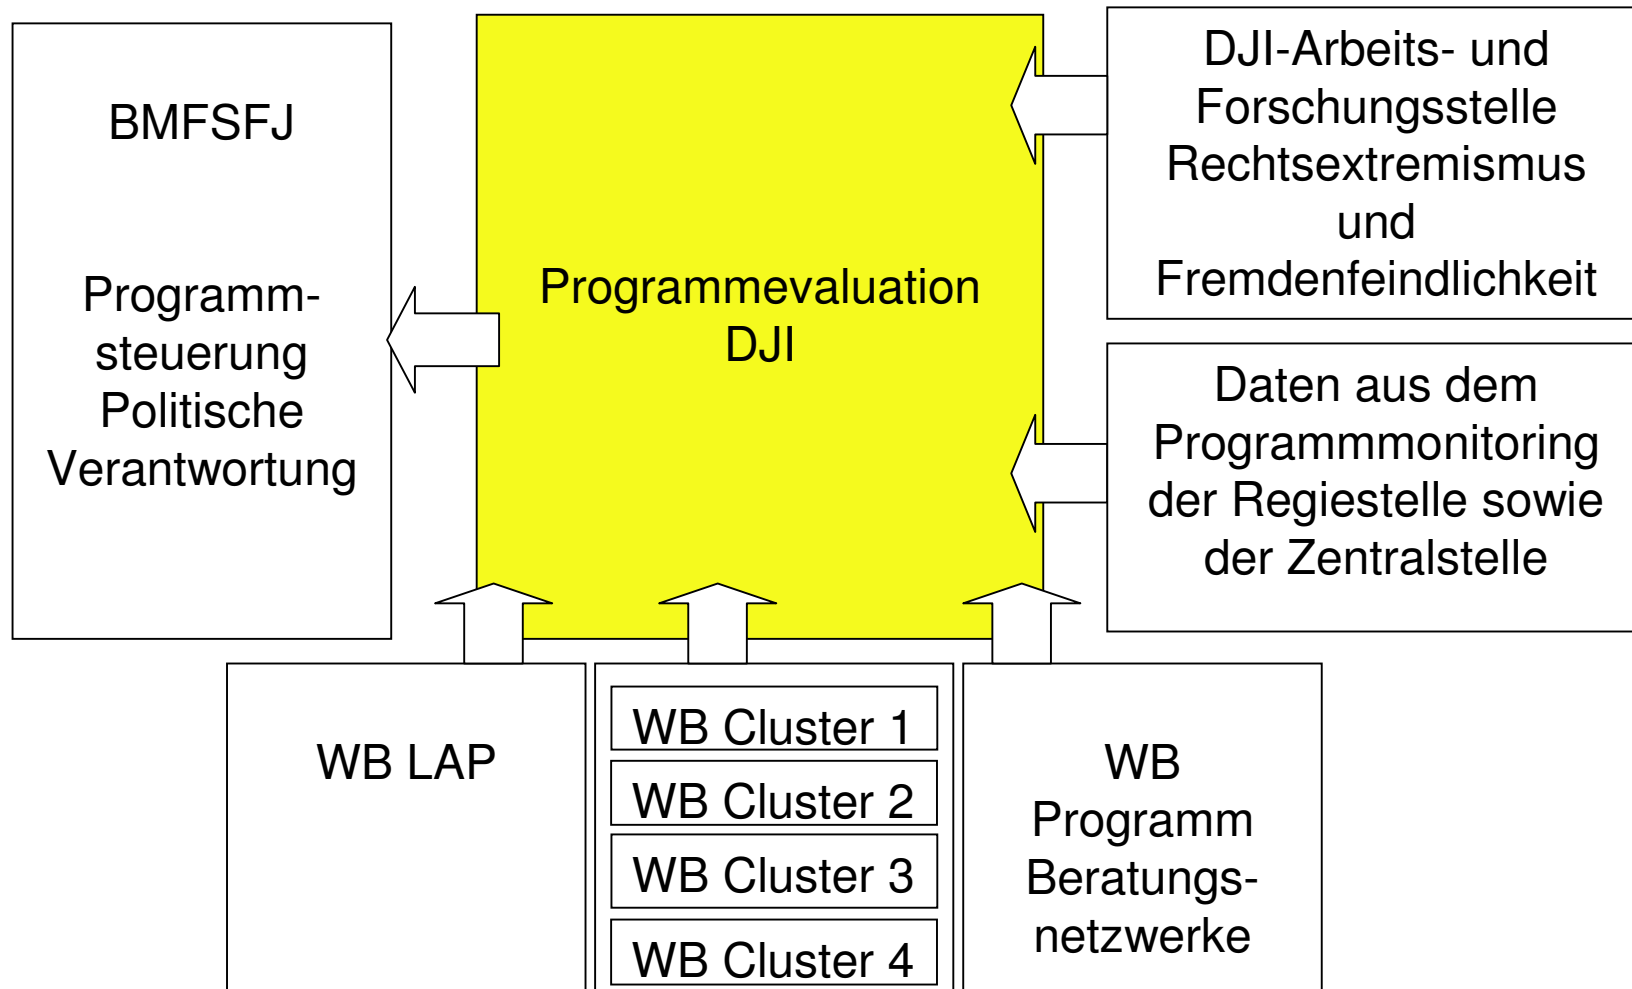 BMFSFJ
Programm-
steuerung
Politische
Verantwortung
Programmevaluation
DJI
DJI-Arbeits- und
Forschungsstelle
Rechtsextremismus
und
Fremdenfeindlichkeit
Daten aus dem
Programmmonitoring
der Regiestelle sowie
der Zentralstelle
WB LAP
WB Cluster 1
WB Cluster 2
WB Cluster 3
WB Cluster 4
WB
Programm
Beratungs-
netzwerke